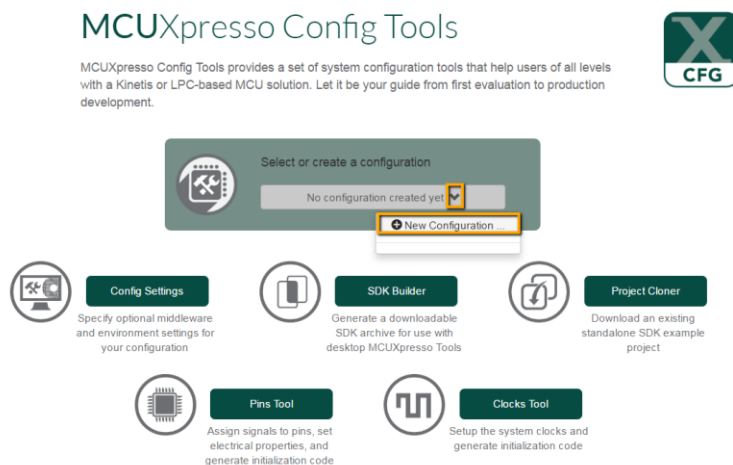 MCUXpresso Config Tools
MCUXpresso Config Tools provides a set of system configuration tools that help users of all levels
with a Kinetis or LPC-based MCU solution. Let it be your guide from first evaluation to production
development.
X
CFG
Select or create a configuration
No configuration created yet
New Configuration ...
Config Settings
Specify optional middleware
and environment settings for
your configuration
SDK Builder
Generate a downloadable
SDK archive for use with
desktop MCUXpresso Tools
Project Cloner
Download an existing
standalone SDK example
project
Pins Tool
Assign signals to pins, set
electrical properties, and
generate initialization code
Clocks Tool
Setup the system clocks and
generate initialization code